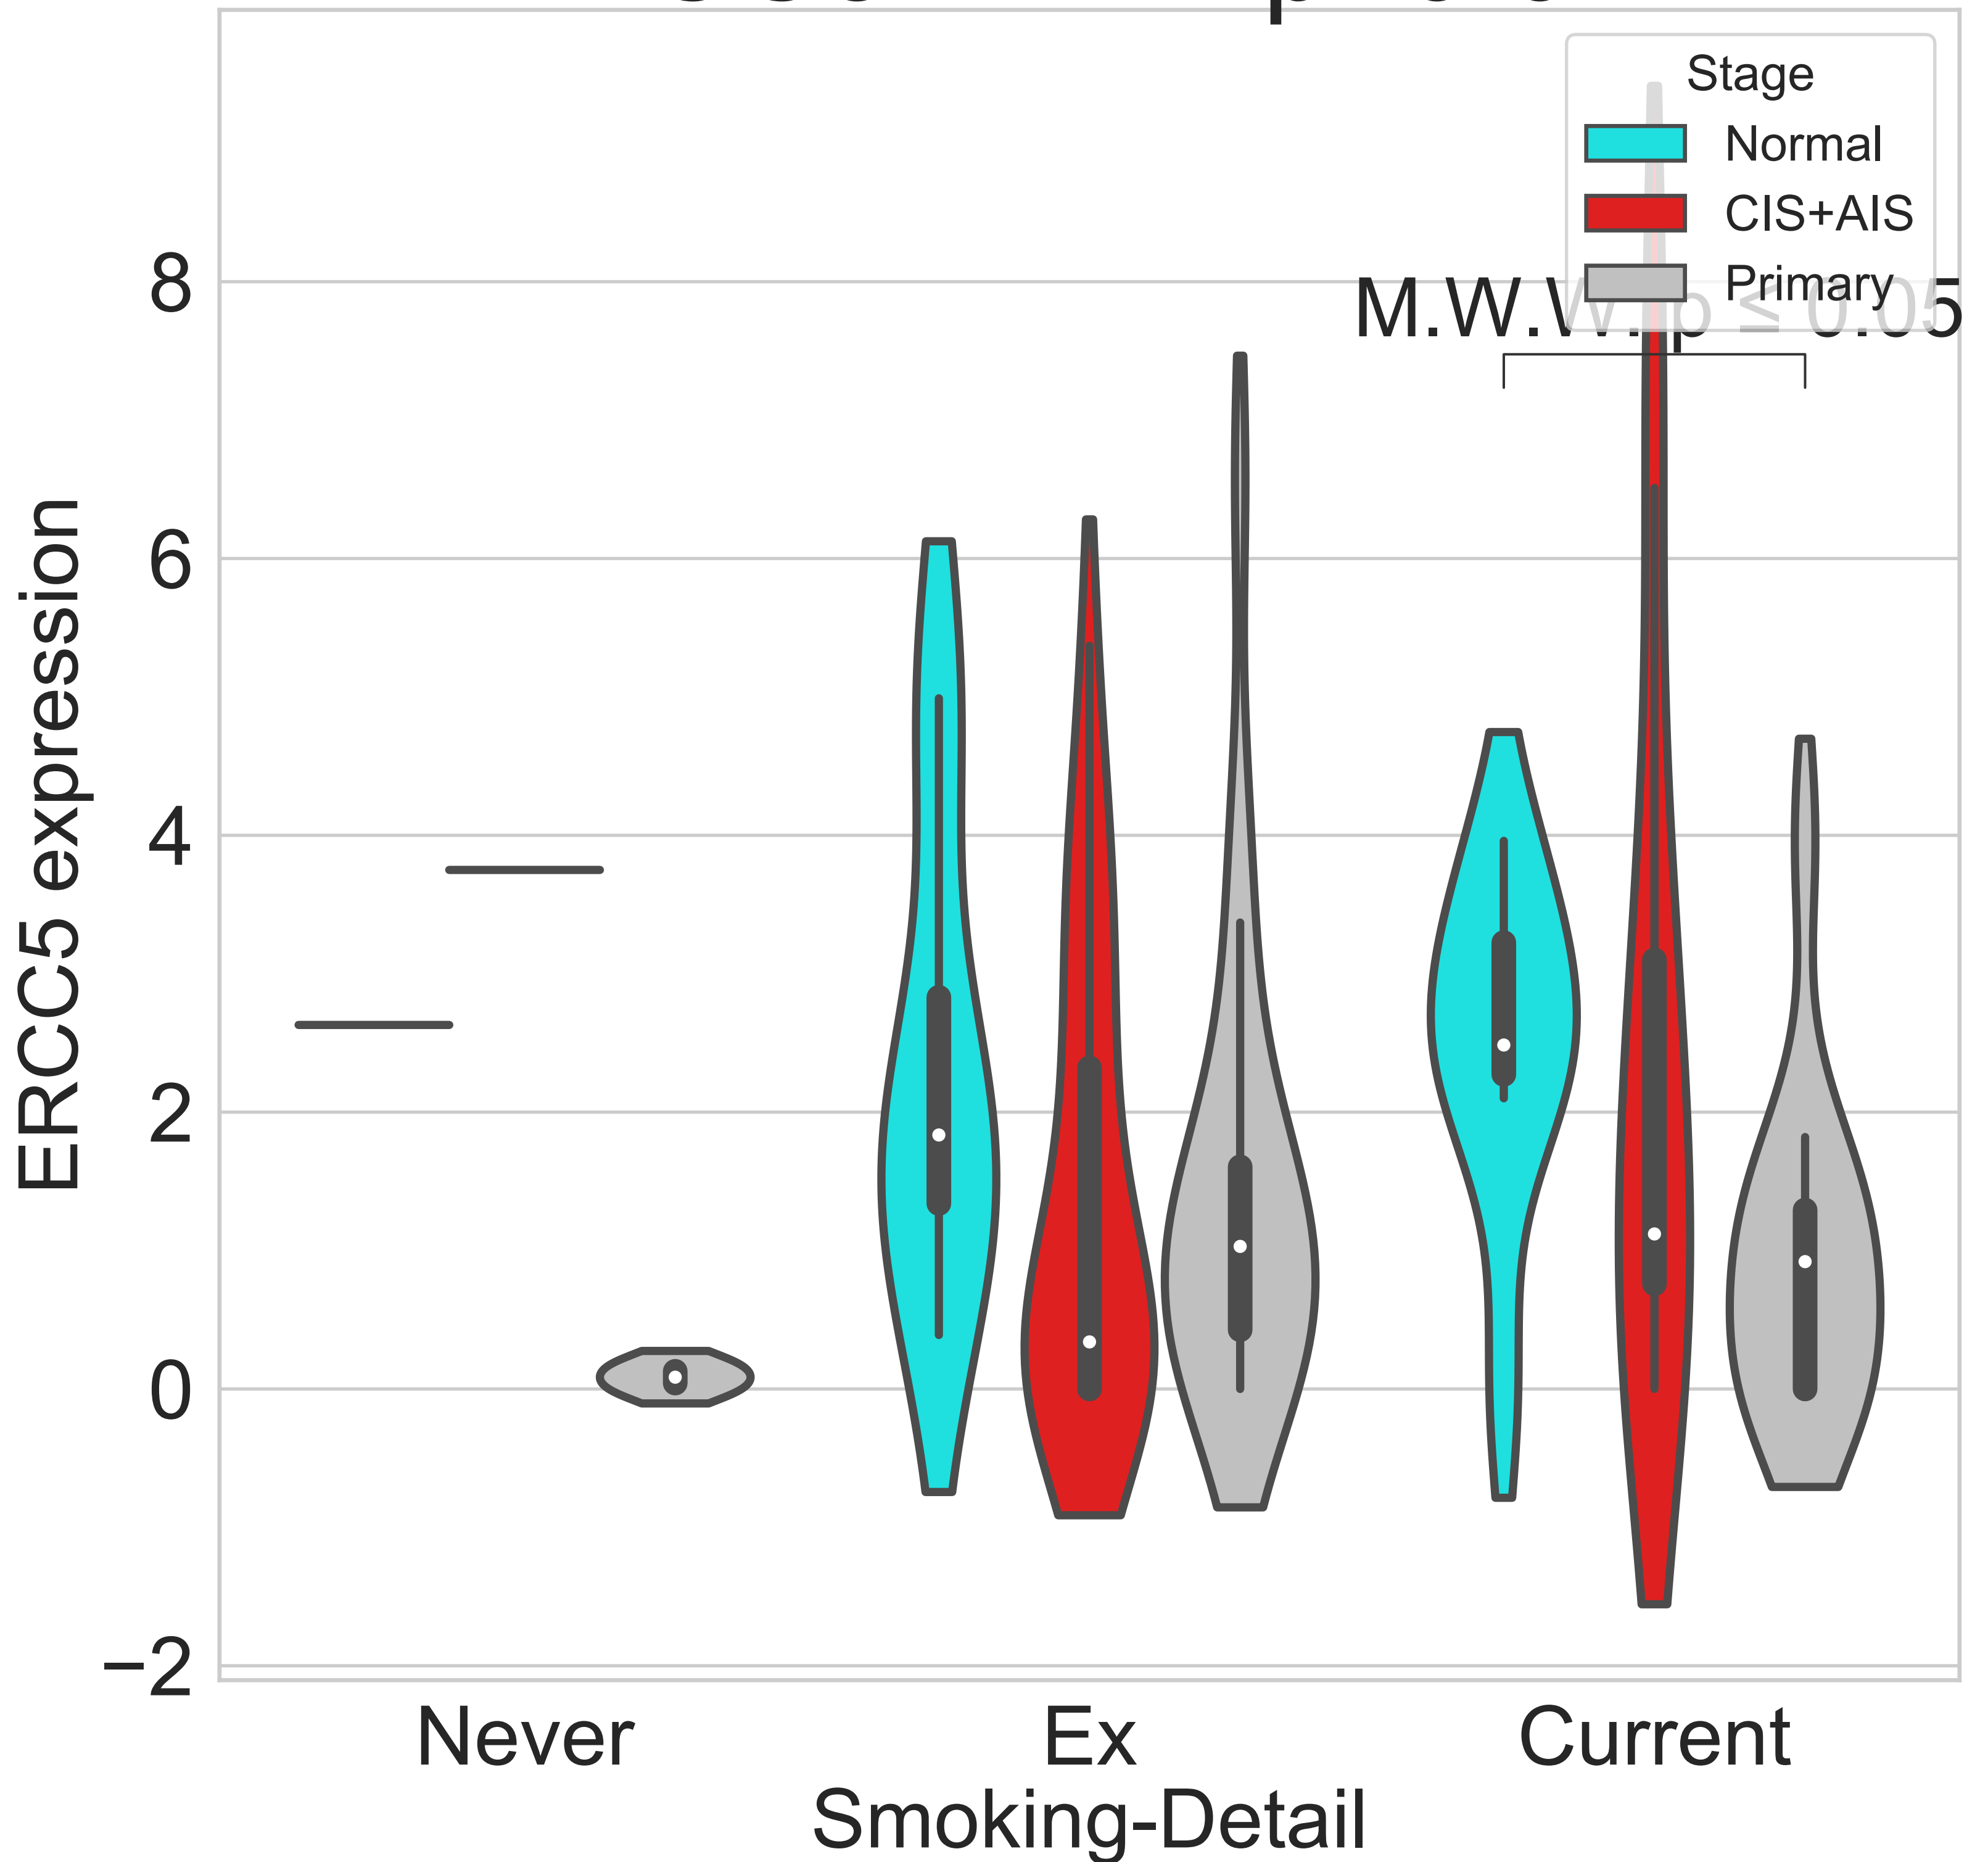 Stage
Normal
CIS+AIS
Primary
M.W.W. p ≤ 0.05
8
6
4
2
0
−2
ERCC5 expression
Never
Ex
Current
Smoking-Detail